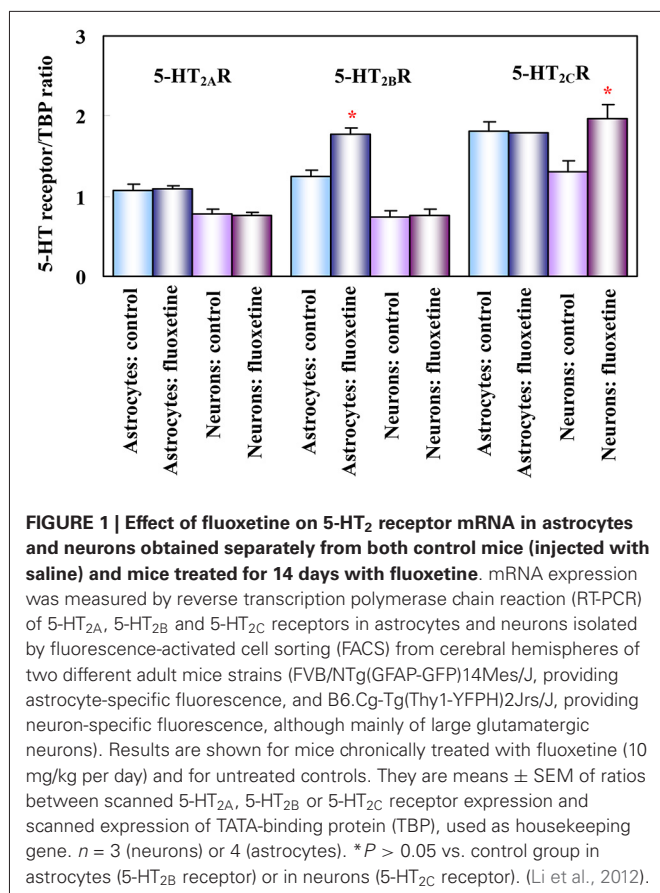 3
5-HT₂AR 5-HT₂BR 5-HT₂CR
*
*
2
1
0
5-HT receptor/TBP ratio
Astrocytes: control
Astrocytes: fluoxetine
Neurons: control
Neurons: fluoxetine
Astrocytes: control
Astrocytes: fluoxetine
Neurons: control
Neurons: fluoxetine
Astrocytes: control
Astrocytes: fluoxetine
Neurons: control
Neurons: fluoxetine
FIGURE 1 | Effect of fluoxetine on 5-HT₂ receptor mRNA in astrocytes
and neurons obtained separately from both control mice (injected with
saline) and mice treated for 14 days with fluoxetine. mRNA expression
was measured by reverse transcription polymerase chain reaction (RT-PCR)
of 5-HT₂A, 5-HT₂B and 5-HT₂C receptors in astrocytes and neurons isolated
by fluorescence-activated cell sorting (FACS) from cerebral hemispheres of
two different adult mice strains (FVB/NTg(GFAP-GFP)14Mes/J, providing
astrocyte-specific fluorescence, and B6.Cg-Tg(Thy1-YFPH)2Jrs/J, providing
neuron-specific fluorescence, although mainly of large glutamatergic
neurons). Results are shown for mice chronically treated with fluoxetine (10
mg/kg per day) and for untreated controls. They are means ± SEM of ratios
between scanned 5-HT₂A, 5-HT₂B or 5-HT₂C receptor expression and
scanned expression of TATA-binding protein (TBP), used as housekeeping
gene. n = 3 (neurons) or 4 (astrocytes). *P > 0.05 vs. control group in
astrocytes (5-HT₂B receptor) or in neurons (5-HT₂C receptor). (Li et al., 2012).